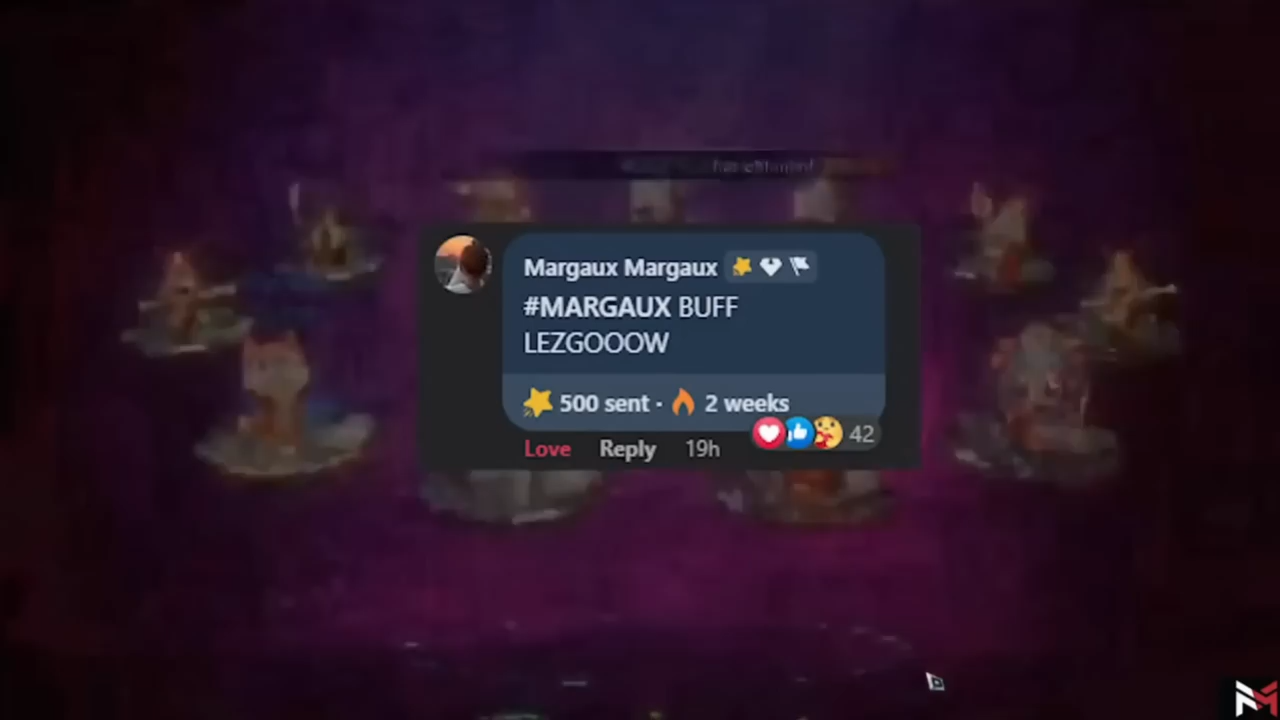 Margaux Margaux
#MARGAUX BUFF
LEZGOOOW
500 sent · 2 weeks
Love Reply 19h 42